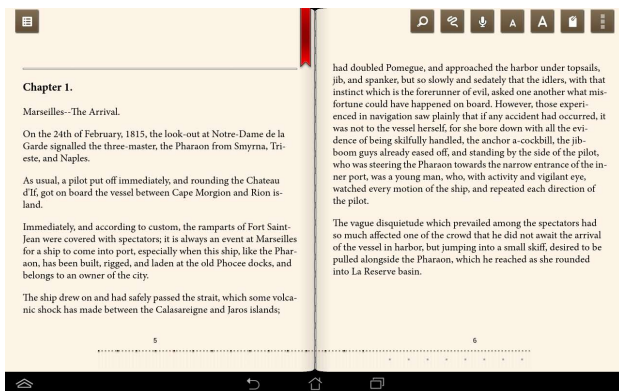 A
A
Chapter 1.
Marseilles--The Arrival.
On the 24th of February, 1815, the look-out at Notre-Dame de la
Garde signalled the three-master, the Pharaon from Smyrna, Tri-
este, and Naples.
As usual, a pilot put off immediately, and rounding the Chateau
d'If, got on board the vessel between Cape Morgion and Rion is-
land.
Immediately, and according to custom, the ramparts of Fort Saint-
Jean were covered with spectators; it is always an event at Marseilles
for a ship to come into port, especially when this ship, like the Phar-
aon, has been built, rigged, and laden at the old Phocee docks, and
belongs to an owner of the city.
The ship drew on and had safely passed the strait, which some volca-
nic shock has made between the Calasareigne and Jaros islands;
5
had doubled Pomegue, and approached the harbor under topsails,
jib, and spanker, but so slowly and sedately that the idlers, with that
instinct which is the forerunner of evil, asked one another what mis-
fortune could have happened on board. However, those experi-
enced in navigation saw plainly that if any accident had occurred, it
was not to the vessel herself, for she bore down with all the evi-
dence of being skilfully handled, the anchor a-cockbill, the jib-
boom guys already eased off, and standing by the side of the pilot,
who was steering the Pharaon towards the narrow entrance of the in-
ner port, was a young man, who, with activity and vigilant eye,
watched every motion of the ship, and repeated each direction of
the pilot.
The vague disquietude which prevailed among the spectators had
so much affected one of the crowd that he did not await the arrival
of the vessel in harbor, but jumping into a small skiff, desired to be
pulled alongside the Pharaon, which he reached as she rounded
into La Reserve basin.
6